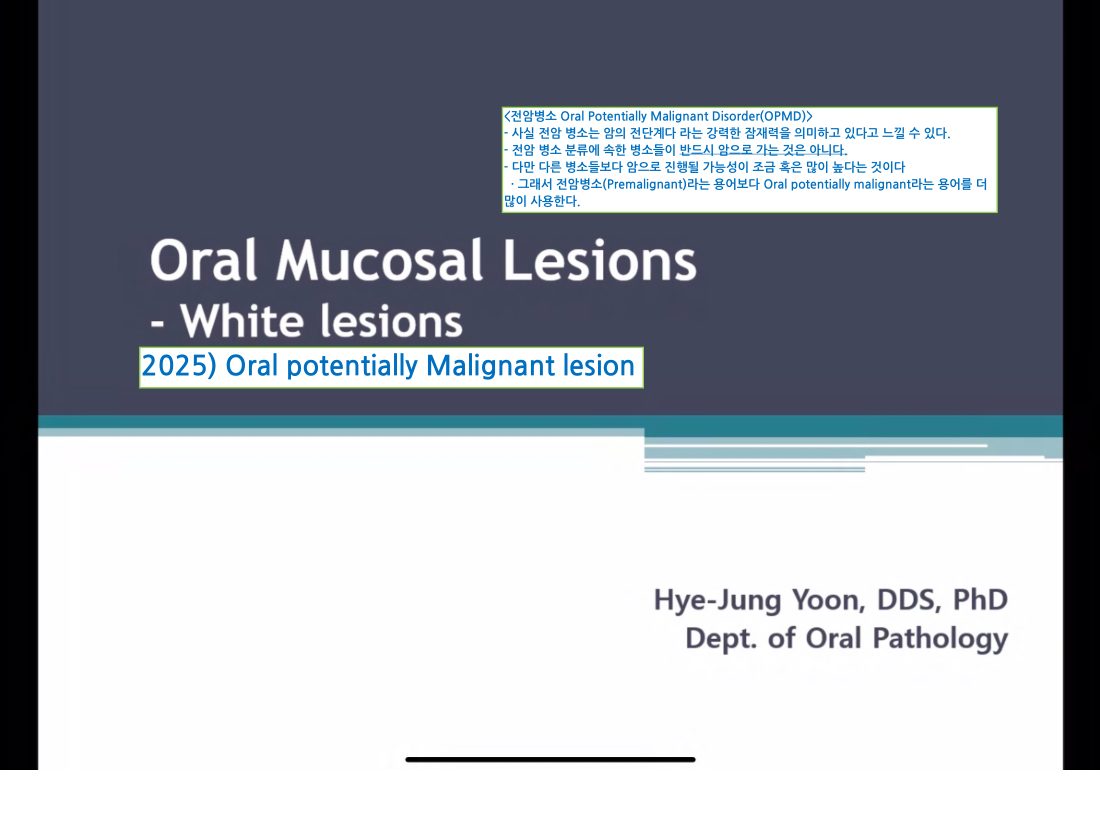 <전암병소 Oral Potentially Malignant Disorder(OPMD)>
- 사실 전암 병소는 암의 전단계다 라는 강력한 잠재력을 의미하고 있다고 느낄 수 있다.
- 전암 병소 분류에 속한 병소들이 반드시 암으로 가는 것은 아니다.
- 다만 다른 병소들보다 암으로 진행될 가능성이 조금 혹은 많이 높다는 것이다
· 그래서 전암병소(Premalignant)라는 용어보다 Oral potentially malignant라는 용어를 더
많이 사용한다.
Oral Mucosal Lesions
- White lesions
2025) Oral potentially Malignant lesion
Hye-Jung Yoon, DDS, PhD
Dept. of Oral Pathology